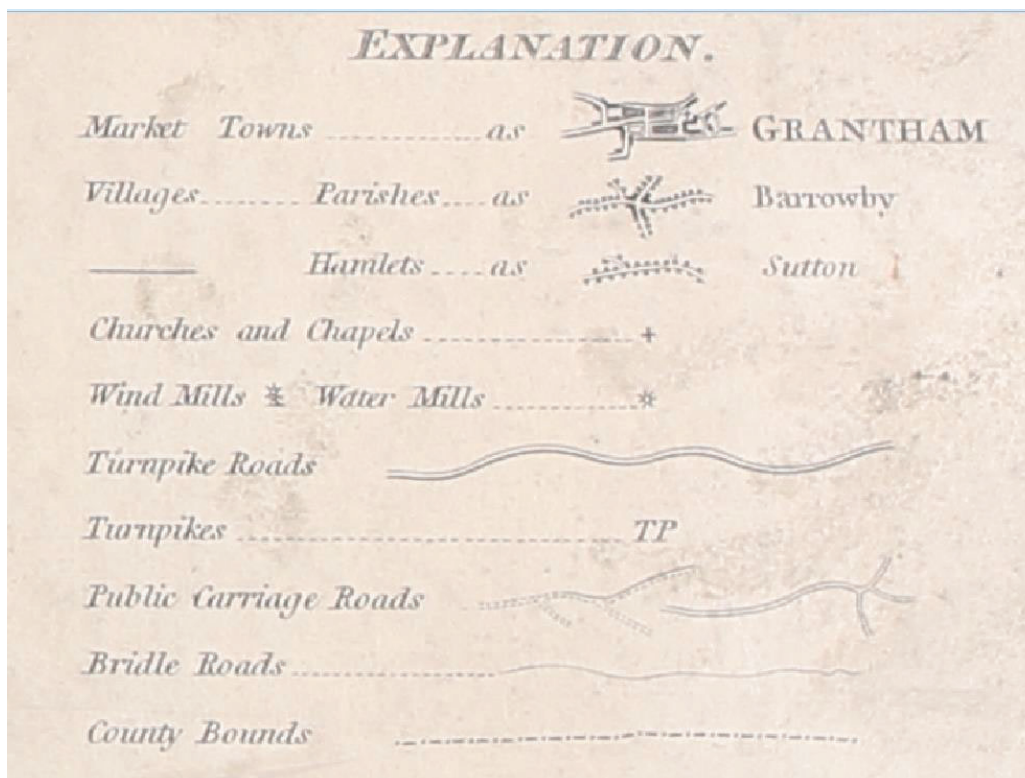 EXPLANATION.
Market Towns as GRANTHAM
Villages Parishes as Barrowby
Hamlets as Sutton
Churches and Chapels +
Wind Mills Water Mills
Turnpike Roads
Turnpikes TP
Public Carriage Roads
Bridle Roads
County Bounds